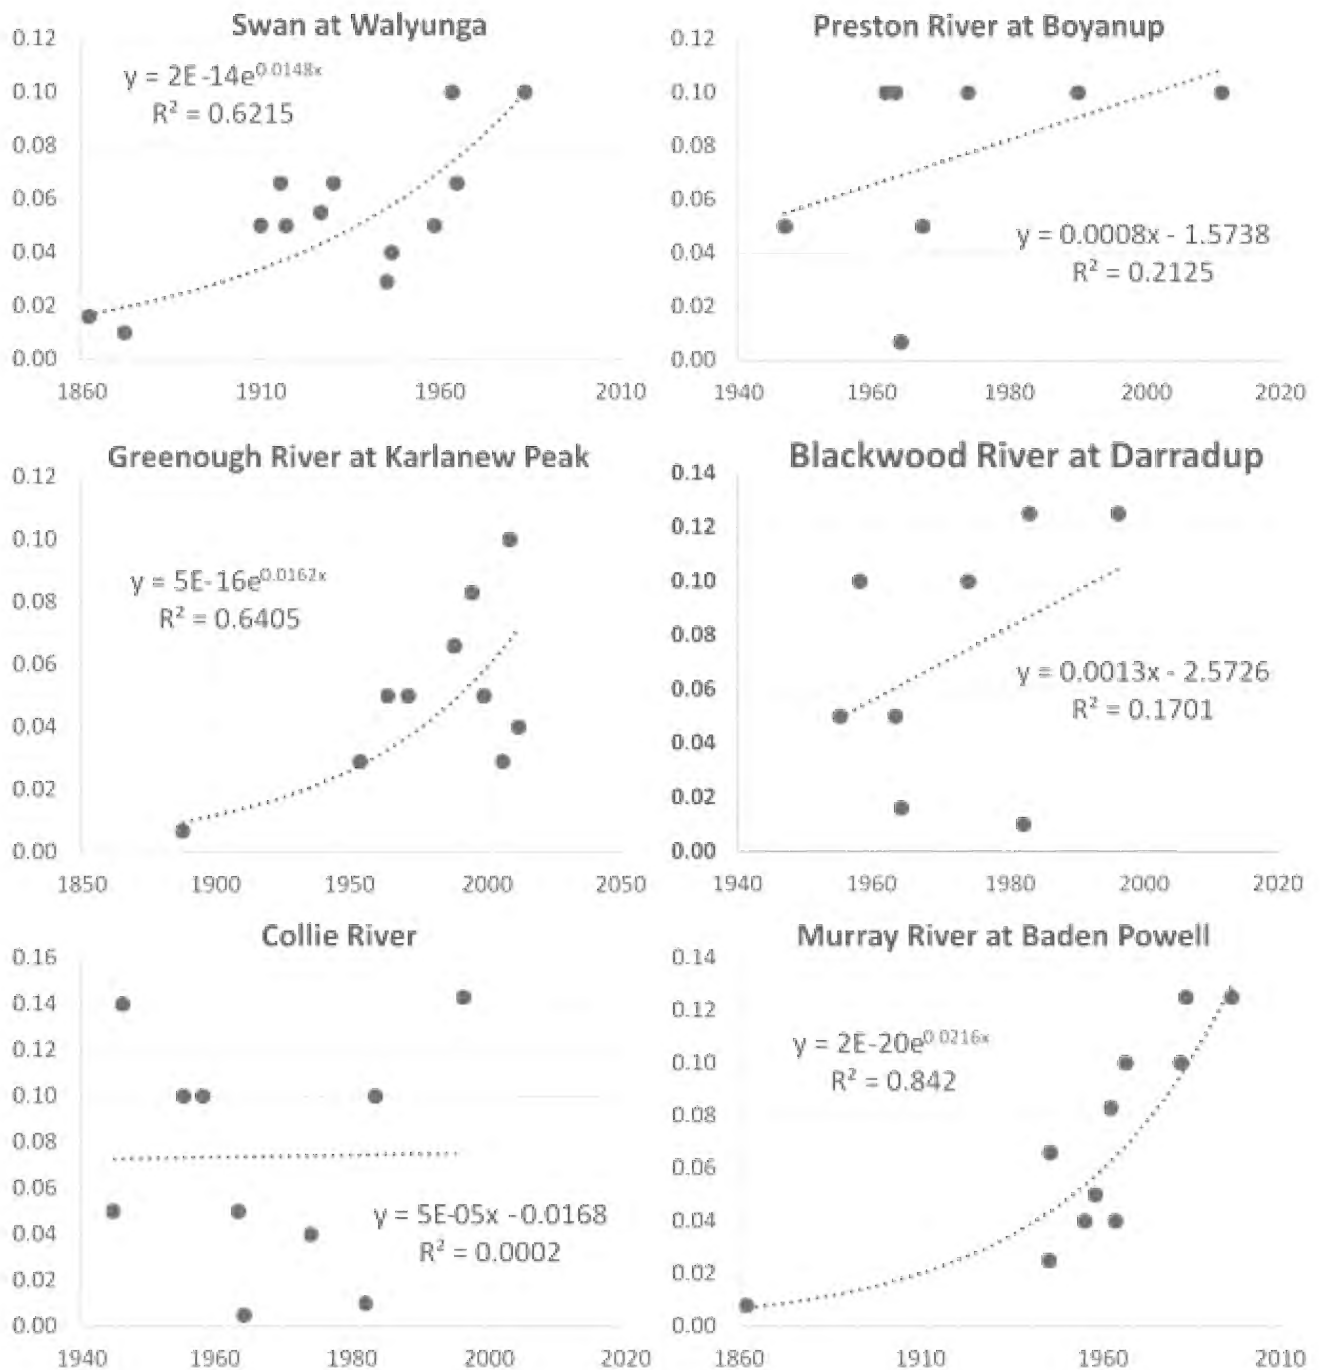 Swan at Walyunga
0.12
0.10
0.08
0.06
0.04
0.02
0.00
y = 2E-14e^0.0148x
R² = 0.6215
1860 1910 1960 2010
Preston River at Boyanup
0.12
0.10
0.08
0.06
0.04
0.02
0.00
y = 0.0008x - 1.5738
R² = 0.2125
1940 1960 1980 2000 2020
Greenough River at Karlanew Peak
0.12
0.10
0.08
0.06
0.04
0.02
0.00
y = 5E-16e^0.0162x
R² = 0.6405
1850 1900 1950 2000 2050
Blackwood River at Darradup
0.14
0.12
0.10
0.08
0.06
0.04
0.02
0.00
y = 0.0013x - 2.5726
R² = 0.1701
1940 1960 1980 2000 2020
Collie River
0.16
0.14
0.12
0.10
0.08
0.06
0.04
0.02
0.00
y = 5E-05x - 0.0168
R² = 0.0002
1940 1960 1980 2000 2020
Murray River at Baden Powell
0.14
0.12
0.10
0.08
0.06
0.04
0.02
0.00
y = 2E-20e^0.0216x
R² = 0.842
1860 1910 1960 2010